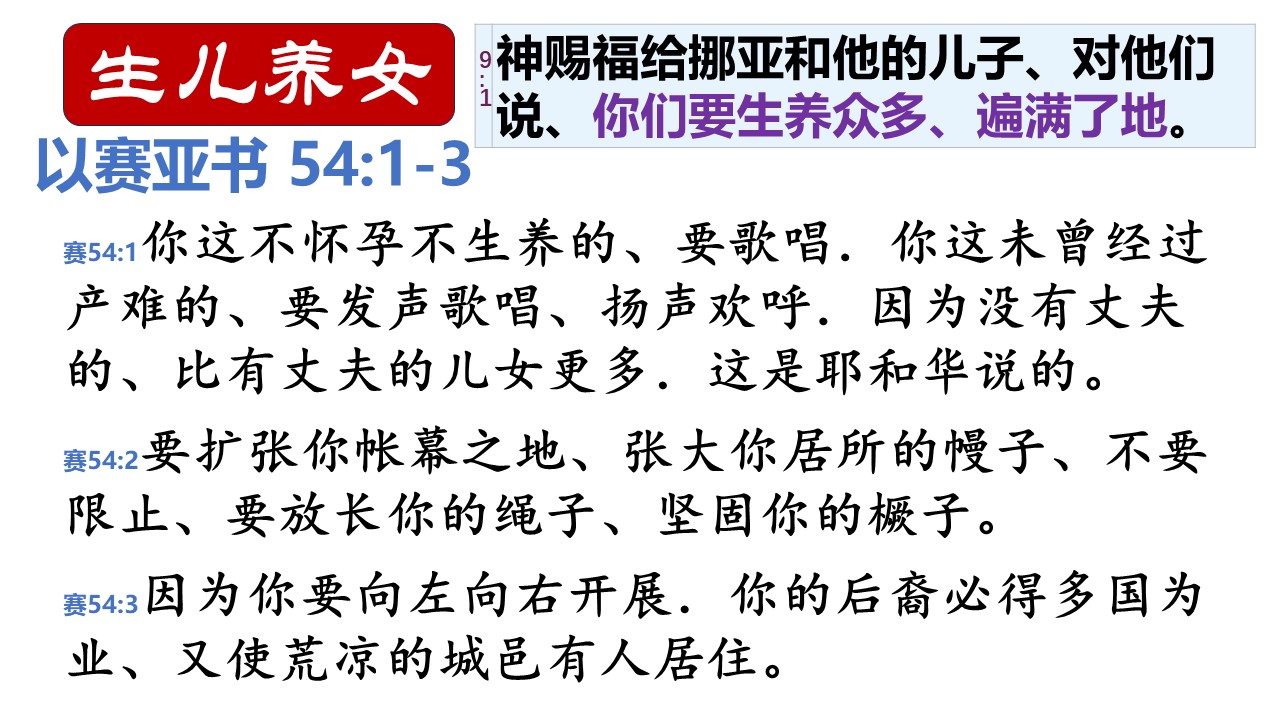 生儿养女
9:1
神赐福给挪亚和他的儿子、对他们
说、你们要生养众多、遍满了地。
以赛亚书 54:1-3
赛54:1你这不怀孕不生养的、要歌唱．你这未曾经过
产难的、要发声歌唱、扬声欢呼．因为没有丈夫
的、比有丈夫的儿女更多．这是耶和华说的。
赛54:2要扩张你帐幕之地、张大你居所的幔子、不要
限止、要放长你的绳子、坚固你的橛子。
赛54:3因为你要向左向右开展．你的后裔必得多国为
业、又使荒凉的城邑有人居住。